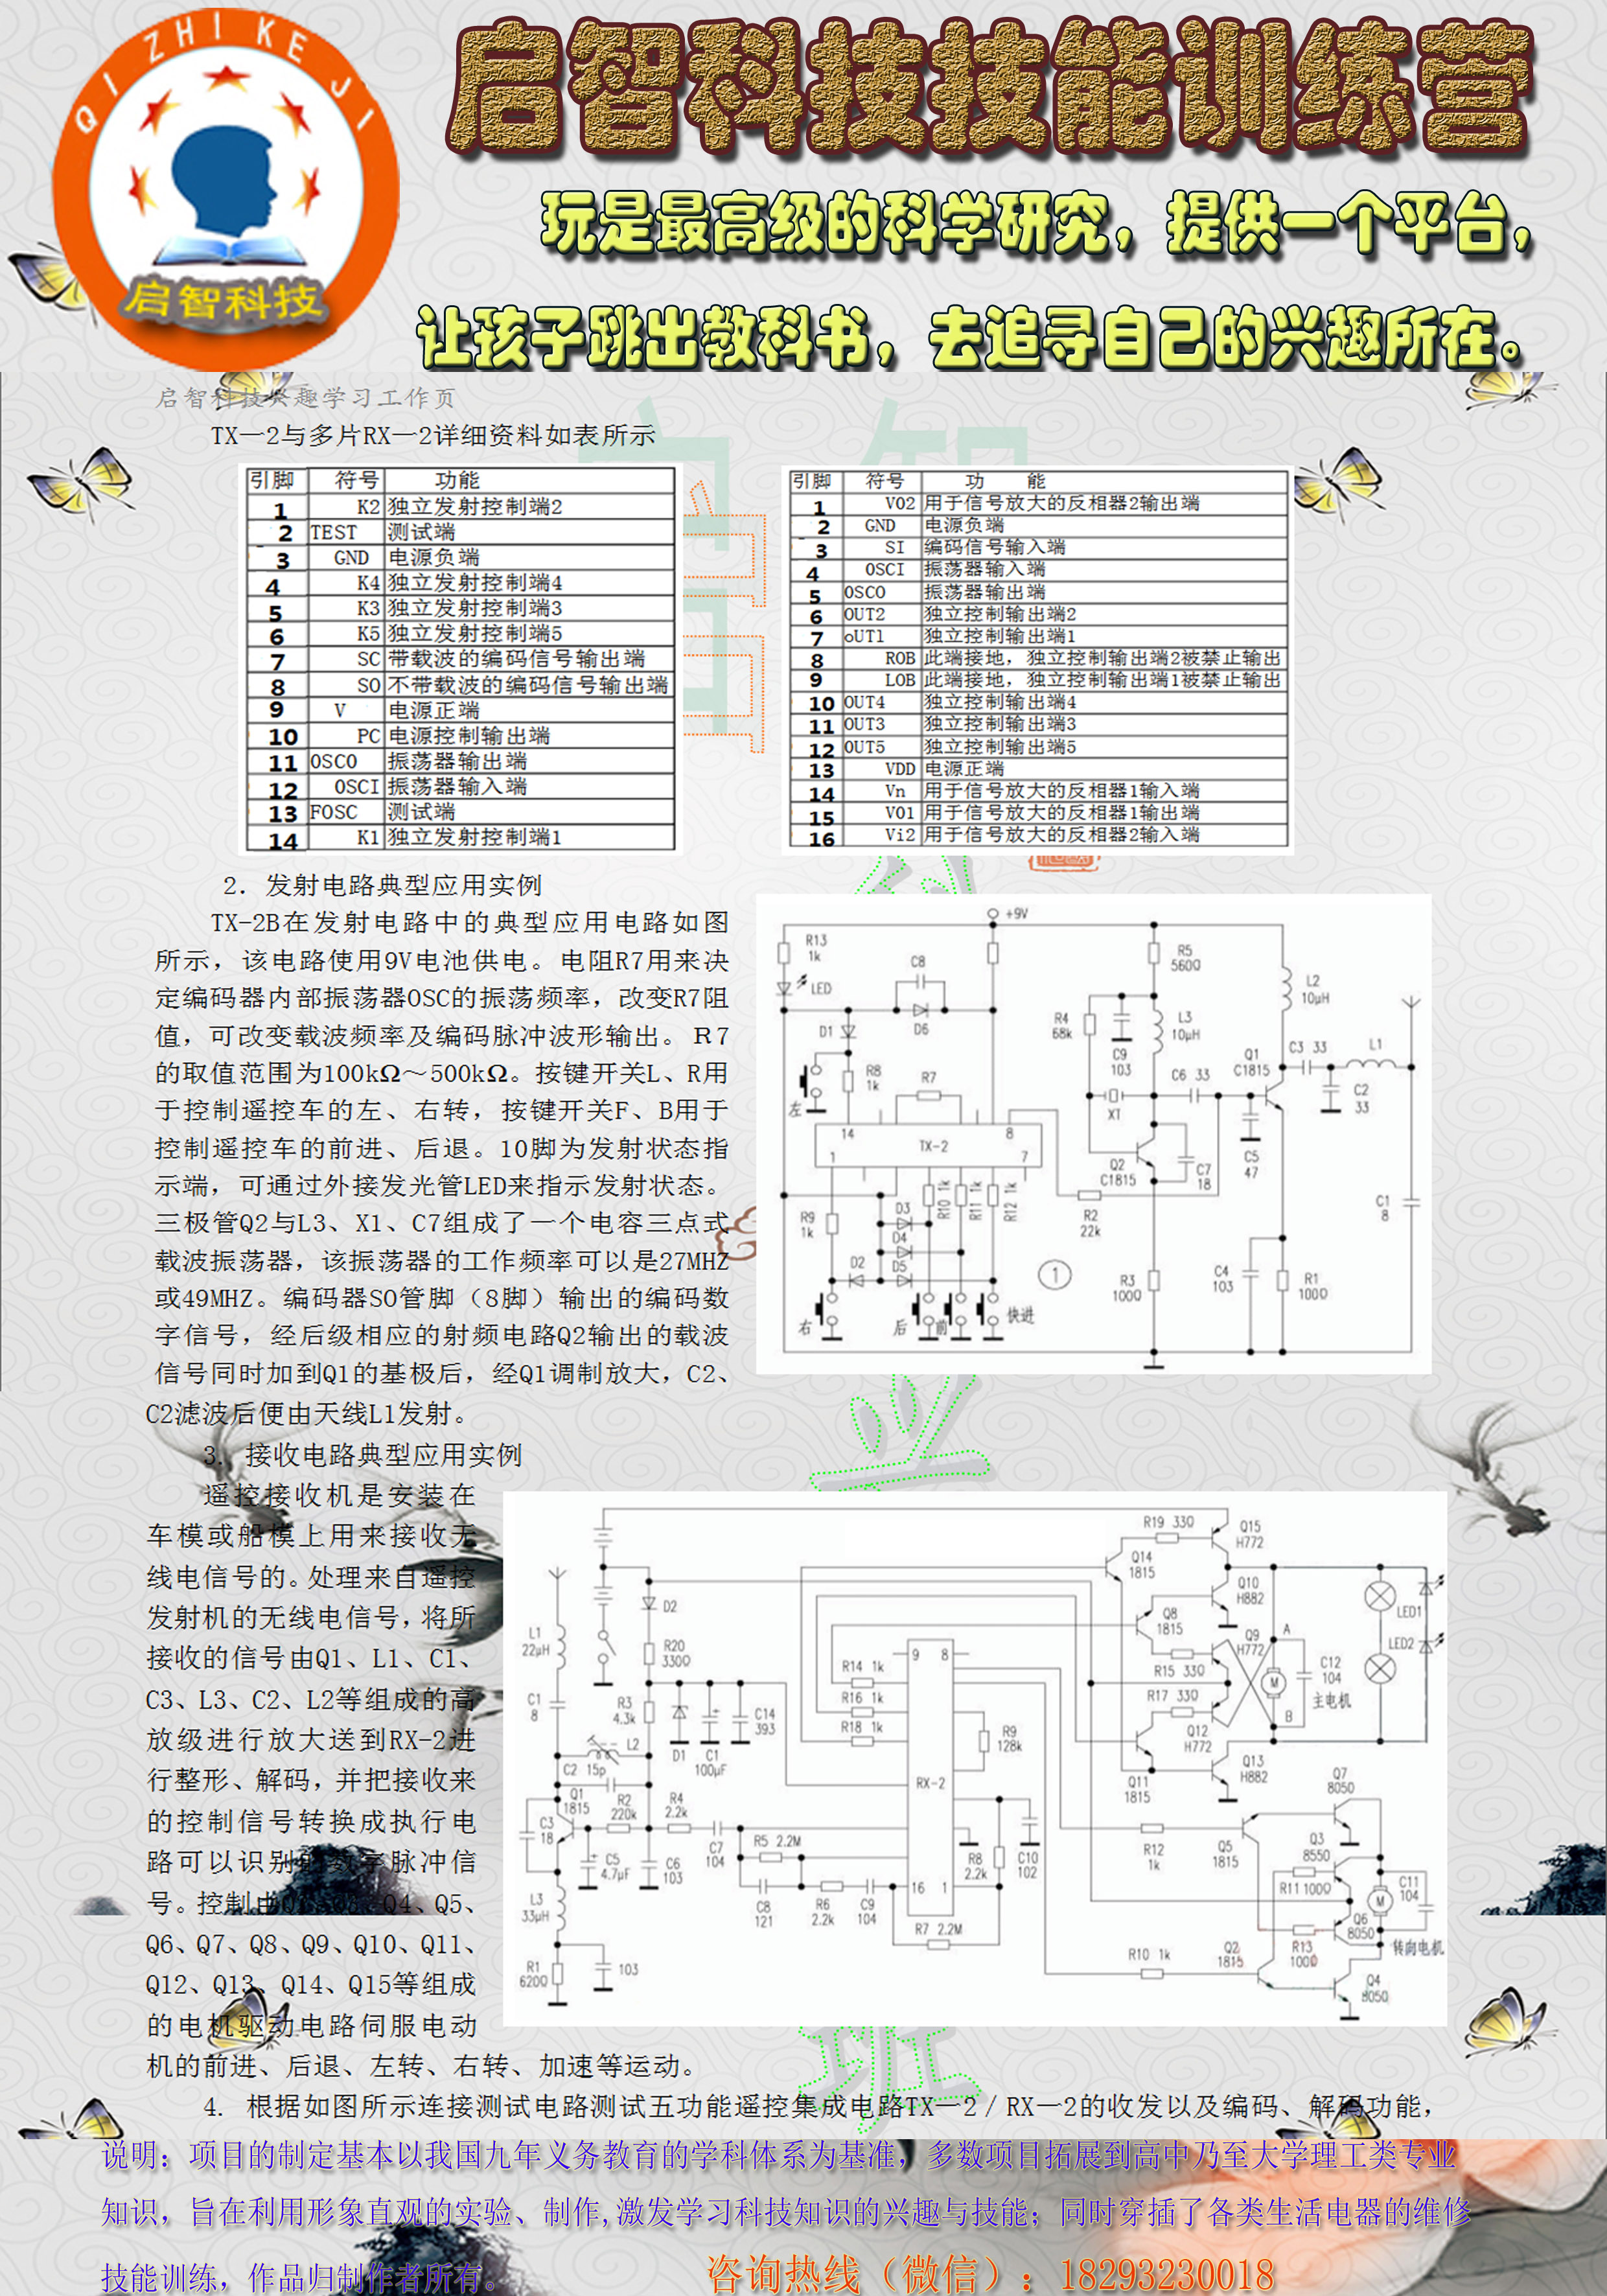 QI ZHI KE JI
启智科技
启智科技技能训练营
玩是最高级的科学研究，提供一个平台，
让孩子跳出教科书，去追寻自己的兴趣所在。
启智科技兴趣学习工作页
TX—2与多片RX—2详细资料如表所示
引脚 符号 功能
1 K2 独立发射控制端2
2 TEST 测试端
3 GND 电源负端
4 K4 独立发射控制端4
5 K3 独立发射控制端3
6 K5 独立发射控制端5
7 SC 带载波的编码信号输出端
8 SO 不带载波的编码信号输出端
9 V 电源正端
10 PC 电源控制输出端
11 OSCO 振荡器输出端
12 OSCI 振荡器输入端
13 FOSC 测试端
14 K1 独立发射控制端1
引脚 符号 功 能
1 VO2 用于信号放大的反相器2输出端
2 GND 电源负端
3 SI 编码信号输入端
4 OSCI 振荡器输入端
5 OSCO 振荡器输出端
6 OUT2 独立控制输出端2
7 oUT1 独立控制输出端1
8 ROB 此端接地，独立控制输出端2被禁止输出
9 LOB 此端接地，独立控制输出端1被禁止输出
10 OUT4 独立控制输出端4
11 OUT3 独立控制输出端3
12 OUT5 独立控制输出端5
13 VDD 电源正端
14 Vn 用于信号放大的反相器1输入端
15 VO1 用于信号放大的反相器1输出端
16 Vi2 用于信号放大的反相器2输入端
2．发射电路典型应用实例
TX-2B在发射电路中的典型应用电路如图
所示，该电路使用9V电池供电。电阻R7用来决
定编码器内部振荡器OSC的振荡频率，改变R7阻
值，可改变载波频率及编码脉冲波形输出。R7
的取值范围为100kΩ～500kΩ。按键开关L、R用
于控制遥控车的左、右转，按键开关F、B用于
控制遥控车的前进、后退。10脚为发射状态指
示端，可通过外接发光管LED来指示发射状态。
三极管Q2与L3、X1、C7组成了一个电容三点式
载波振荡器，该振荡器的工作频率可以是27MHZ
或49MHZ。编码器SO管脚（8脚）输出的编码数
字信号，经后级相应的射频电路Q2输出的载波
信号同时加到Q1的基极后，经Q1调制放大，C2、
C2滤波后便由天线L1发射。
+9V
R13 1k
LED
C8
D6
D1
R8 1k
R7
左
14
8
TX-2
1
7
R9 1k
D2
D3
D4
D5
R10 1k
R11 1k
R12 1k
右
后
前
快进
R5 560Ω
R4 68k
C9 103
L3 10μH
XT
C6 33
Q1 C1815
L2 10μH
C3 33
L1
C2 33
Q2 C1815
C7 18
C5 47
R2 22k
R3 100Ω
C4 103
R1 100Ω
C1 8
1
3. 接收电路典型应用实例
遥控接收机是安装在
车模或船模上用来接收无
线电信号的。处理来自遥控
发射机的无线电信号，将所
接收的信号由Q1、L1、C1、
C3、L3、C2、L2等组成的高
放级进行放大送到RX-2进
行整形、解码，并把接收来
的控制信号转换成执行电
路可以识别的数字脉冲信
号。控制由 Q4、Q5、
Q6、Q7、Q8、Q9、Q10、Q11、
Q12、Q13、Q14、Q15等组成
的电机驱动电路伺服电动
机的前进、后退、左转、右转、加速等运动。
L1 22μH
C1 8
D2
R20 330Ω
R3 4.3k
D1
C1 100μF
C14 393
L2
C2 15p
Q1 1815
R2 220k
R4 2.2k
C3 18
C5 4.7μF
C6 103
C7 104
R5 2.2M
C8 121
R6 2.2k
C9 104
L3 33μH
R1 620Ω
103
R14 1k
R16 1k
R18 1k
9
8
RX-2
16
1
R7 2.2M
R9 128k
R8 2.2k
C10 102
R19 330
Q15 H772
Q14 1815
Q10 H882
Q8 1815
Q9 H772
R15 330
R17 330
Q12 H772
Q11 1815
Q13 H882
A
B
M
C12 104
主电机
LED1
LED2
R12 1k
Q5 1815
Q7 8050
Q3 8550
R11 100Ω
M
C11 104
Q6 8050
转向电机
R10 1k
Q2 1815
R13 100Ω
Q4 8050
4. 根据如图所示连接测试电路测试五功能遥控集成电路TX—2／RX—2的收发以及编码、解码功能，
说明：项目的制定基本以我国九年义务教育的学科体系为基准，多数项目拓展到高中乃至大学理工类专业
知识，旨在利用形象直观的实验、制作,激发学习科技知识的兴趣与技能；同时穿插了各类生活电器的维修
技能训练，作品归制作者所有。
咨询热线（微信）：18293230018